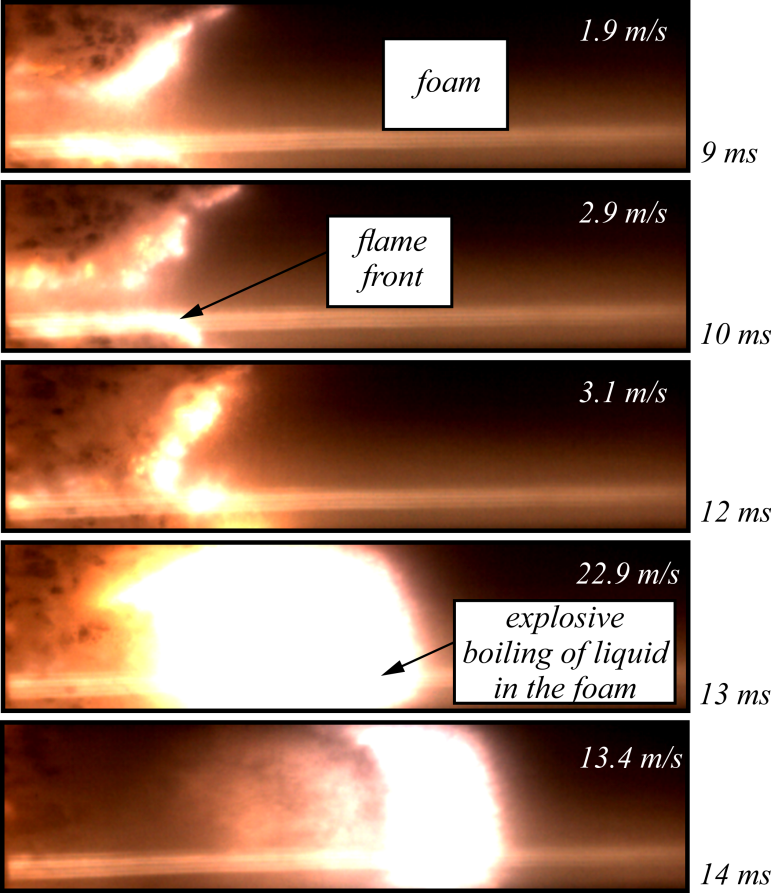 1.9 m/s
foam
9 ms
2.9 m/s
flame
front
10 ms
3.1 m/s
12 ms
22.9 m/s
explosive
boiling of liquid
in the foam
13 ms
13.4 m/s
14 ms